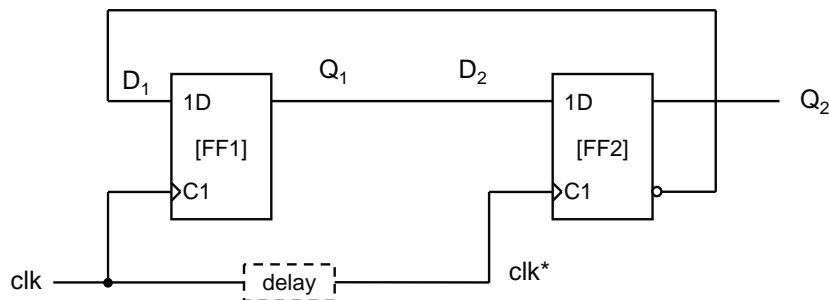 D₁
Q₁
D₂
1D
1D
Q₂
[FF1]
[FF2]
C1
C1
clk
delay
clk*